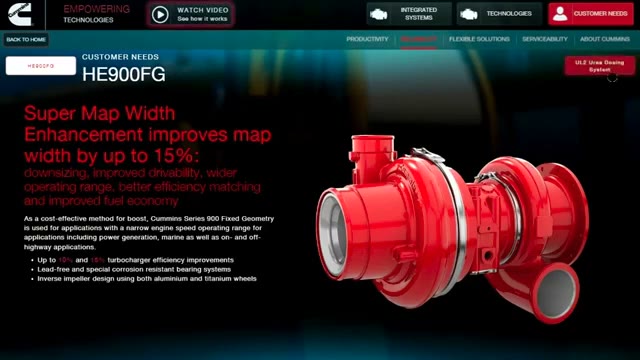 EMPOWERING
TECHNOLOGIES
WATCH VIDEO
See how it works
INTEGRATED
SYSTEMS
TECHNOLOGIES
CUSTOMER NEEDS
BACK TO HOME
PRODUCTIVITY
FLEXIBLE SOLUTIONS
SERVICEABILITY
ABOUT CUMMINS
HE900FG
CUSTOMER NEEDS
HE900FG
UL2 Urea Dosing
System
Super Map Width
Enhancement improves map
width by up to 15%:
downsizing, improved drivability, wider
operating range, better efficiency matching
and improved fuel economy
As a cost-effective method for boost, Cummins Series 900 Fixed Geometry
is used for applications with a narrow engine speed operating range for
applications including power generation, marine as well as on- and off-
highway applications.
• Up to and turbocharger efficiency improvements
• Lead-free and special corrosion resistant bearing systems
• Inverse impeller design using both aluminium and titanium wheels